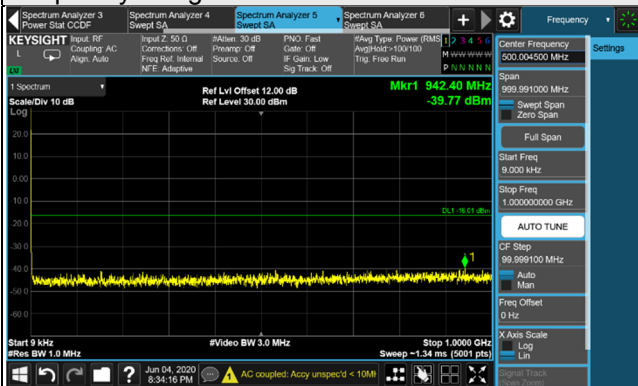 Spectrum Analyzer 3
Power Stat CCDF
Spectrum Analyzer 4
Swept SA
Spectrum Analyzer 5
Swept SA
Spectrum Analyzer 6
Swept SA
Frequency
KEYSIGHT
L
LU
Input: RF
Coupling: AC
Align: Auto
Input Z: 50 Ω
Corrections: Off
Freq Ref: Internal
NFE: Adaptive
#Atten: 30 dB
Preamp: Off
Source: Off
PNO: Fast
Gate: Off
IF Gain: Low
Sig Track: Off
#Avg Type: Power (RMS)
Avg|Hold:>100/100
Trig: Free Run
1 2 3 4 5 6
M W W W W W
P N N N N N
1 Spectrum
Scale/Div 10 dB
Log
Ref Lvl Offset 12.00 dB
Ref Level 30.00 dBm
Mkr1 942.40 MHz
-39.77 dBm
20.0
10.0
0.00
-10.0
-20.0
-30.0
-40.0
-50.0
-60.0
DL1 -16.01 dBm
1
Start 9 kHz
#Res BW 1.0 MHz
#Video BW 3.0 MHz
Stop 1.0000 GHz
Sweep ~1.34 ms (5001 pts)
Center Frequency
500.004500 MHz
Settings
Span
999.991000 MHz
Swept Span
Zero Span
Full Span
Start Freq
9.000 kHz
Stop Freq
1.000000000 GHz
AUTO TUNE
CF Step
99.999100 MHz
Auto
Man
Freq Offset
0 Hz
X Axis Scale
Log
Lin
Signal Track
(Span Zoom)
?
Jun 04, 2020
8:34:16 PM
AC coupled: Accy unspec'd < 10MH